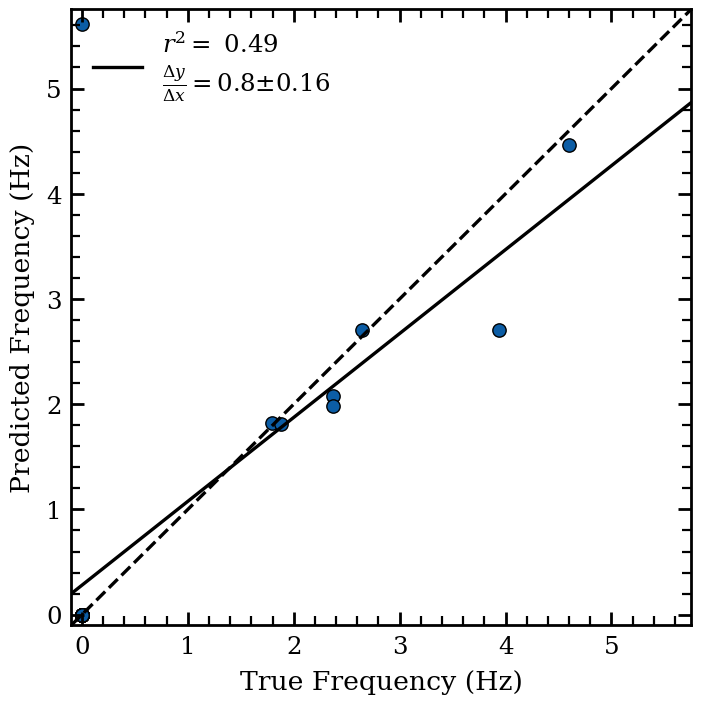 r² = 0.49
Δy/Δx = 0.8±0.16
5
4
3
2
1
0
Predicted Frequency (Hz)
0 1 2 3 4 5
True Frequency (Hz)